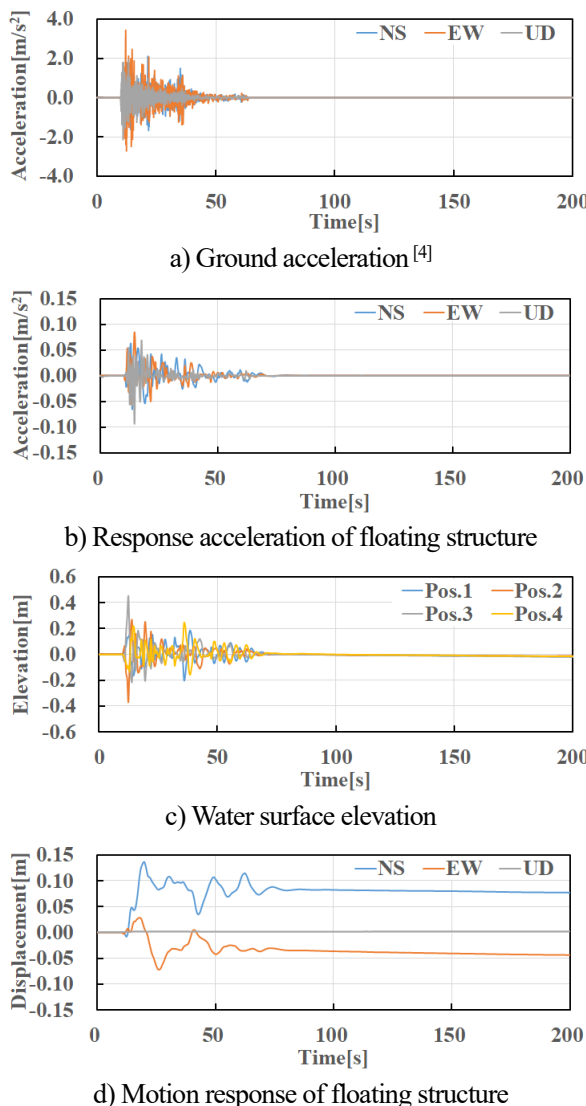 NS EW UD
4.0
2.0
0.0
-2.0
-4.0
Acceleration[m/s²]
0 50 100 150 200
Time[s]
a) Ground acceleration [4]
NS EW UD
0.15
0.10
0.05
0.00
-0.05
-0.10
-0.15
Acceleration[m/s²]
0 50 100 150 200
Time[s]
b) Response acceleration of floating structure
Pos.1 Pos.2
Pos.3 Pos.4
0.6
0.4
0.2
0.0
-0.2
-0.4
-0.6
Elevation[m]
0 50 100 150 200
Time[s]
c) Water surface elevation
NS EW UD
0.15
0.10
0.05
0.00
-0.05
-0.10
-0.15
Displacement[m]
0 50 100 150 200
Time[s]
d) Motion response of floating structure